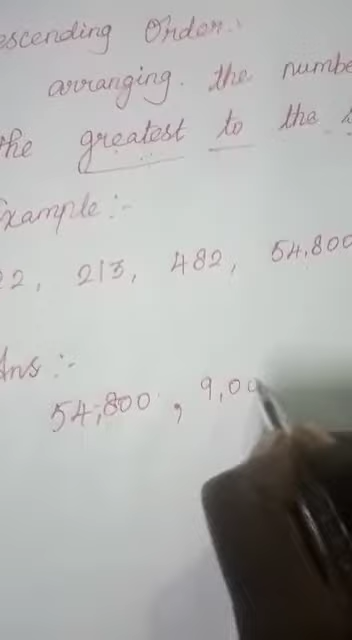 escending Order:
arranging the numbe
the greatest to the
Example :-
22, 213, 482, 54,800
Ans :-
54,800, 9,00